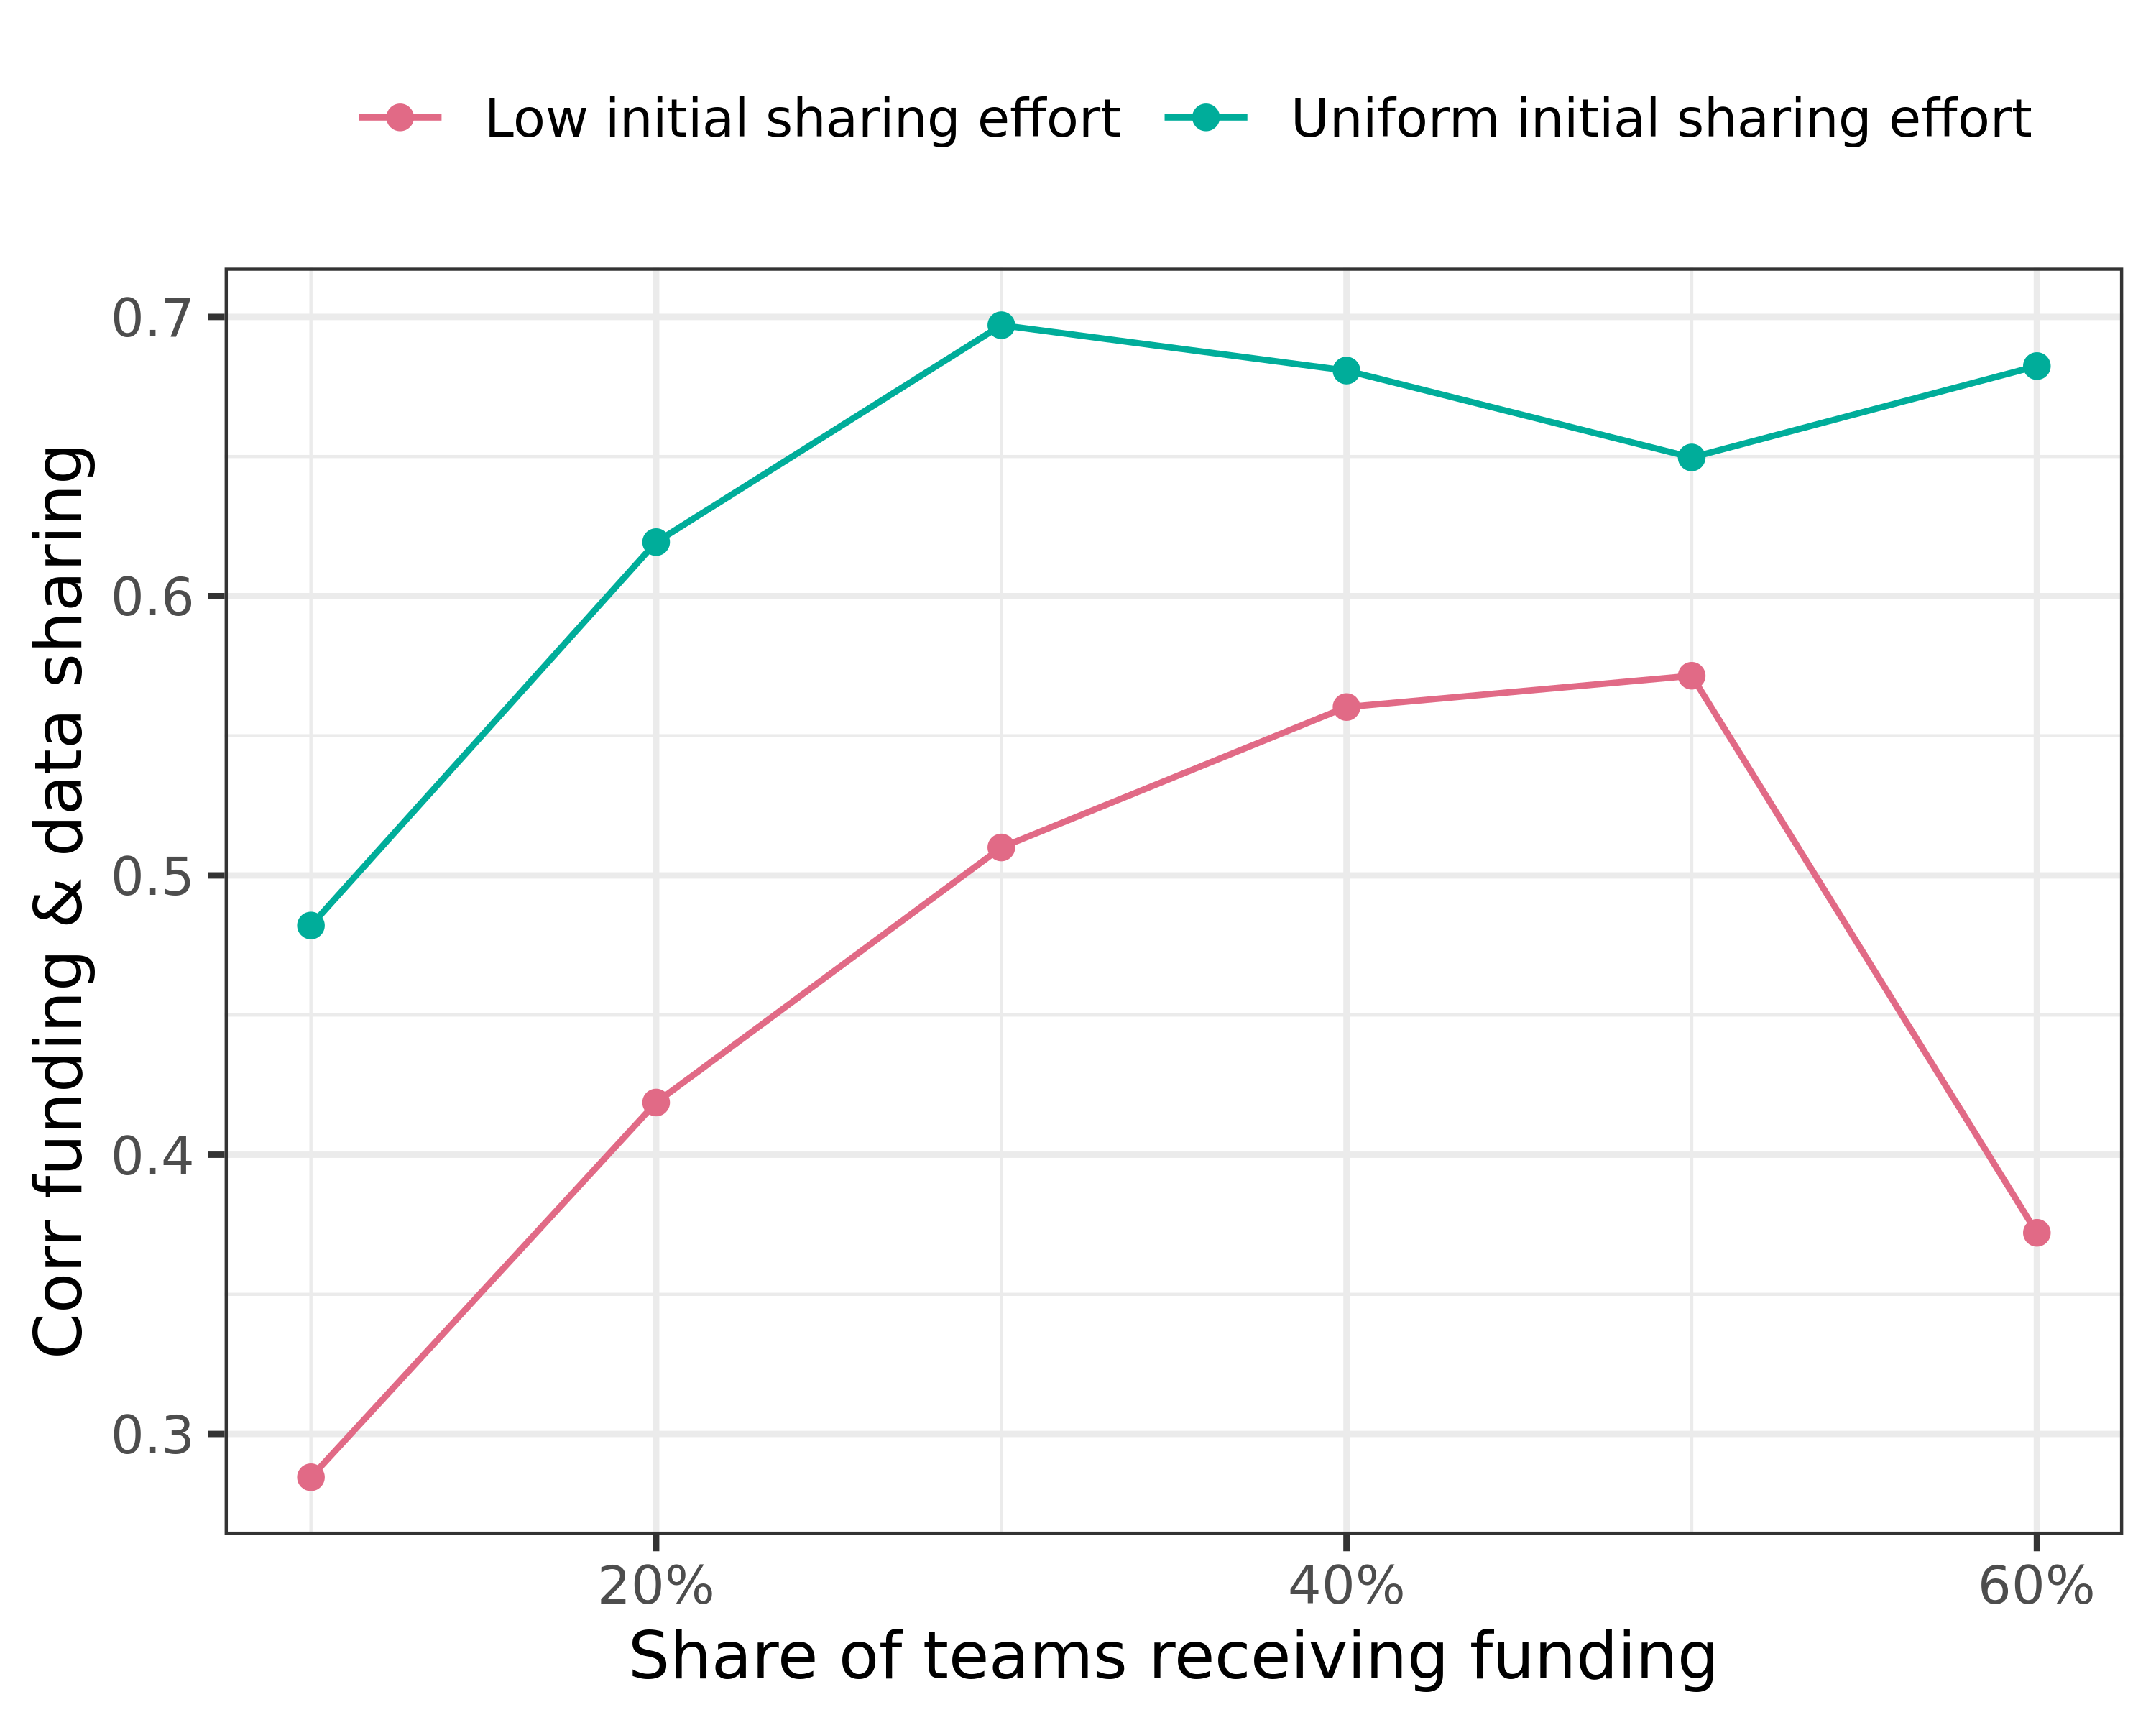 Low initial sharing effort
Uniform initial sharing effort
Corr funding & data sharing
0.7
0.6
0.5
0.4
0.3
20%
40%
60%
Share of teams receiving funding